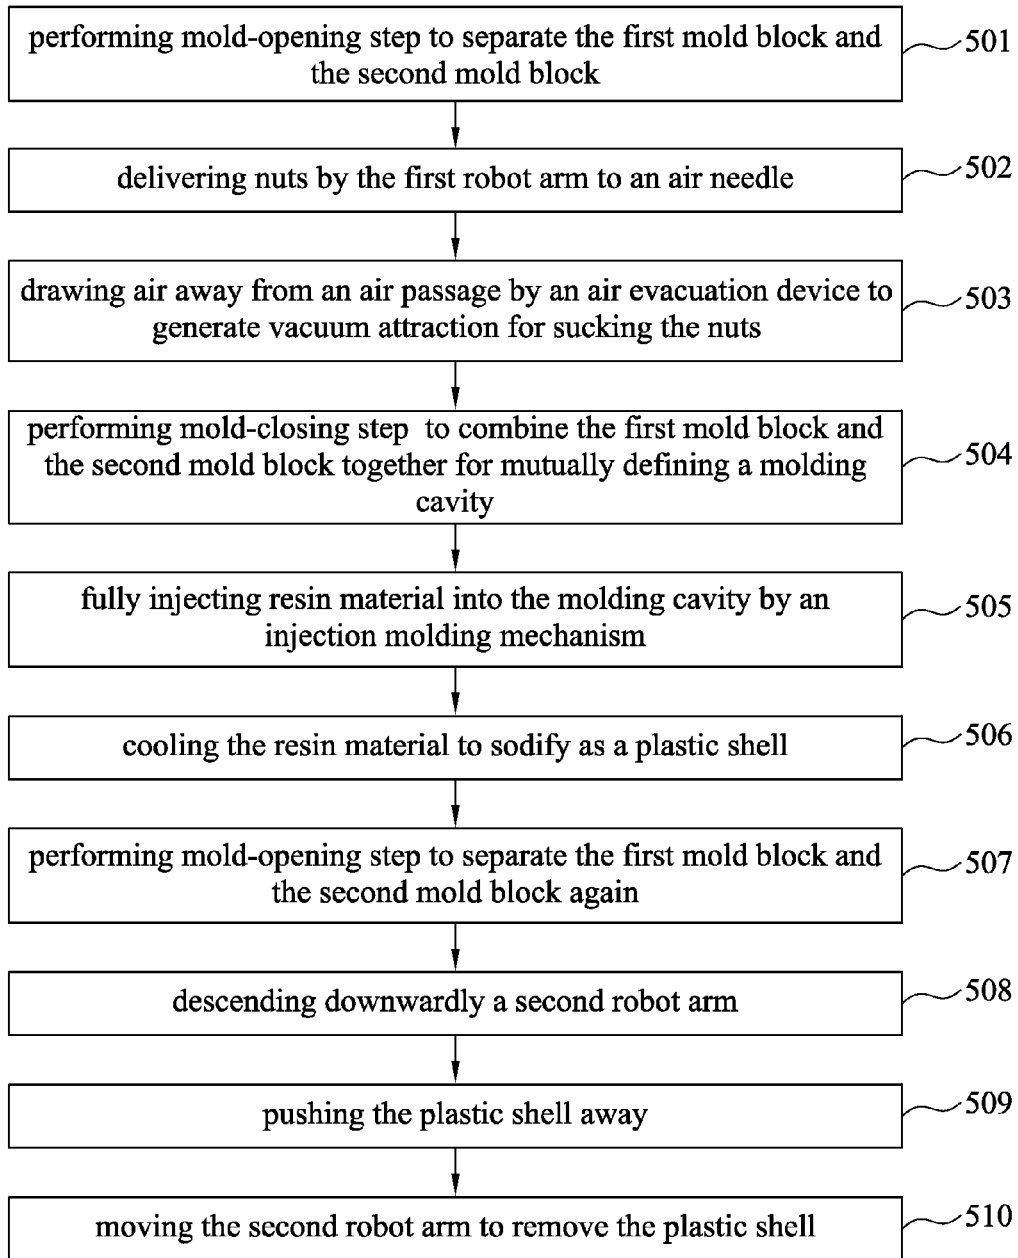 performing mold-opening step to separate the first mold block and
the second mold block
501
delivering nuts by the first robot arm to an air needle
502
drawing air away from an air passage by an air evacuation device to
generate vacuum attraction for sucking the nuts
503
performing mold-closing step to combine the first mold block and
the second mold block together for mutually defining a molding
cavity
504
fully injecting resin material into the molding cavity by an
injection molding mechanism
505
cooling the resin material to sodify as a plastic shell
506
performing mold-opening step to separate the first mold block and
the second mold block again
507
descending downwardly a second robot arm
508
pushing the plastic shell away
509
moving the second robot arm to remove the plastic shell
510